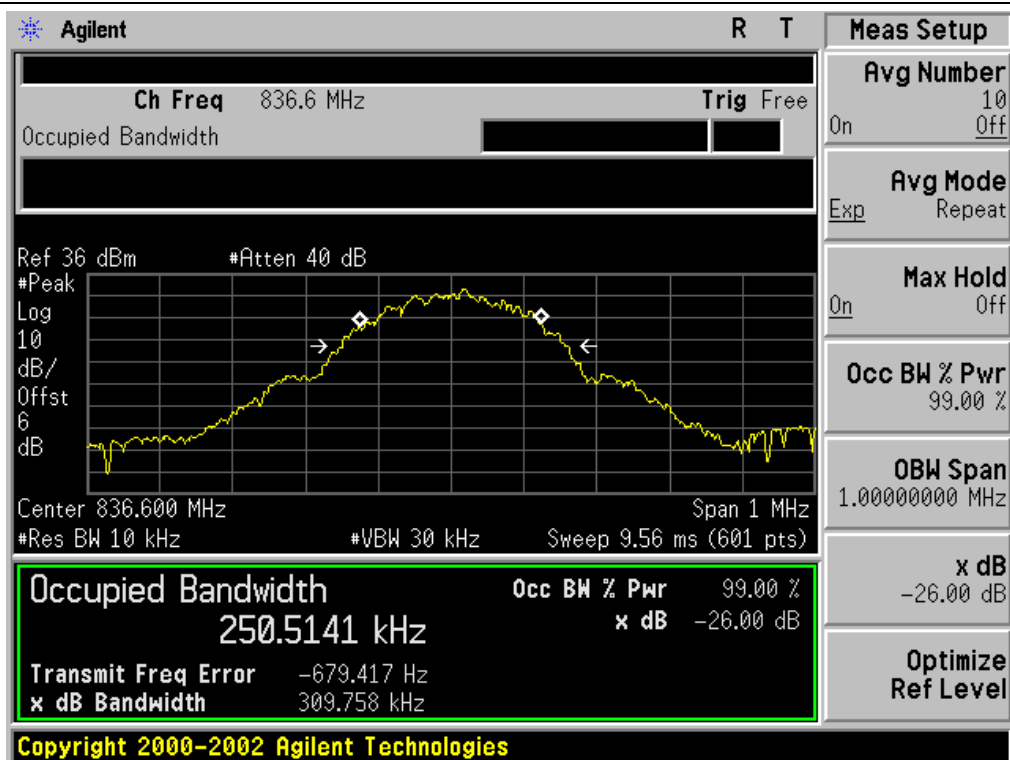 Agilent R T
Ch Freq 836.6 MHz Trig Free
Occupied Bandwidth
Ref 36 dBm #Atten 40 dB
#Peak
Log
10
dB/
Offst
6
dB
Center 836.600 MHz Span 1 MHz
#Res BW 10 kHz #VBW 30 kHz Sweep 9.56 ms (601 pts)
Occupied Bandwidth Occ BW % Pwr 99.00 %
250.5141 kHz x dB -26.00 dB
Transmit Freq Error -679.417 Hz
x dB Bandwidth 309.758 kHz
Copyright 2000-2002 Agilent Technologies
Meas Setup
Avg Number
10
On Off
Avg Mode
Exp Repeat
Max Hold
On Off
Occ BW % Pwr
99.00 %
OBW Span
1.00000000 MHz
x dB
-26.00 dB
Optimize
Ref Level